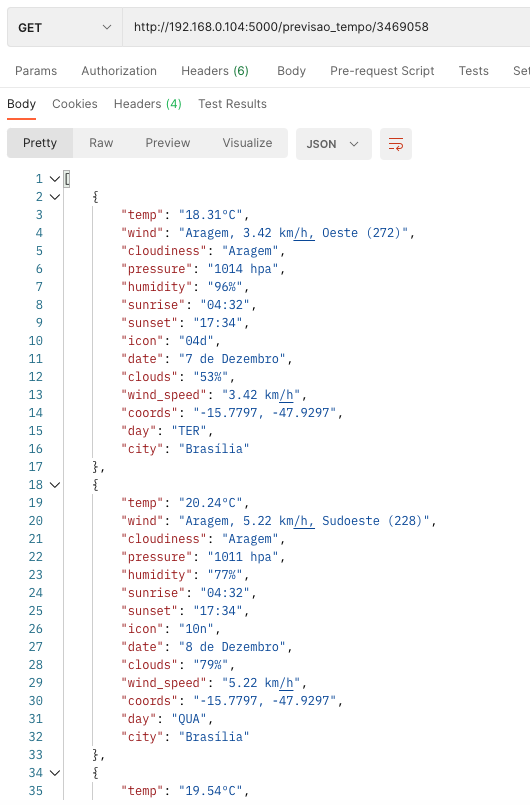 GET http://192.168.0.104:5000/previsao_tempo/3469058
Params Authorization Headers (6) Body Pre-request Script Tests Set
Body Cookies Headers (4) Test Results
Pretty Raw Preview Visualize JSON
1 [
2 {
3 "temp": "18.31ºC",
4 "wind": "Aragem, 3.42 km/h, Oeste (272)",
5 "cloudiness": "Aragem",
6 "pressure": "1014 hpa",
7 "humidity": "96%",
8 "sunrise": "04:32",
9 "sunset": "17:34",
10 "icon": "04d",
11 "date": "7 de Dezembro",
12 "clouds": "53%",
13 "wind_speed": "3.42 km/h",
14 "coords": "-15.7797, -47.9297",
15 "day": "TER",
16 "city": "Brasília"
17 },
18 {
19 "temp": "20.24ºC",
20 "wind": "Aragem, 5.22 km/h, Sudoeste (228)",
21 "cloudiness": "Aragem",
22 "pressure": "1011 hpa",
23 "humidity": "77%",
24 "sunrise": "04:32",
25 "sunset": "17:34",
26 "icon": "10n",
27 "date": "8 de Dezembro",
28 "clouds": "79%",
29 "wind_speed": "5.22 km/h",
30 "coords": "-15.7797, -47.9297",
31 "day": "QUA",
32 "city": "Brasília"
33 },
34 {
35 "temp": "19.54ºC",